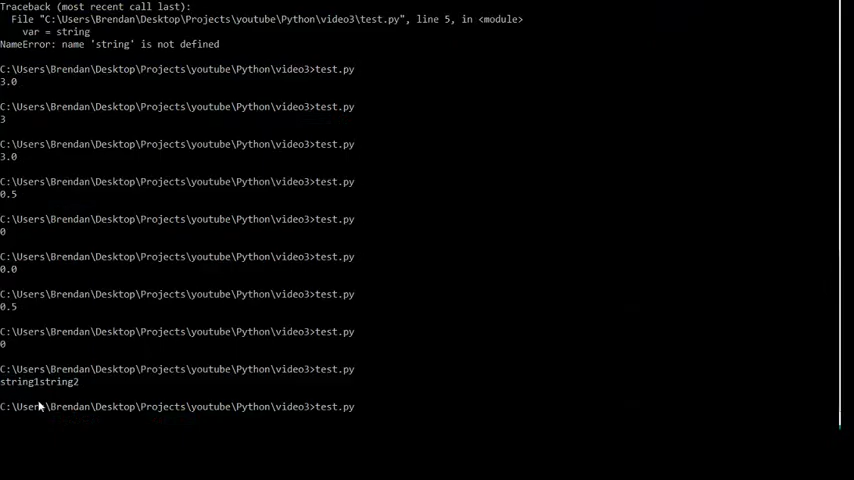 Traceback (most recent call last):
File "C:\Users\Brendan\Desktop\Projects\youtube\Python\video3\test.py", line 5, in <module>
var = string
NameError: name 'string' is not defined
C:\Users\Brendan\Desktop\Projects\youtube\Python\video3>test.py
3.0
C:\Users\Brendan\Desktop\Projects\youtube\Python\video3>test.py
3
C:\Users\Brendan\Desktop\Projects\youtube\Python\video3>test.py
3.0
C:\Users\Brendan\Desktop\Projects\youtube\Python\video3>test.py
0.5
C:\Users\Brendan\Desktop\Projects\youtube\Python\video3>test.py
0
C:\Users\Brendan\Desktop\Projects\youtube\Python\video3>test.py
0.0
C:\Users\Brendan\Desktop\Projects\youtube\Python\video3>test.py
0.5
C:\Users\Brendan\Desktop\Projects\youtube\Python\video3>test.py
0
C:\Users\Brendan\Desktop\Projects\youtube\Python\video3>test.py
string1string2
C:\Users\Brendan\Desktop\Projects\youtube\Python\video3>test.py